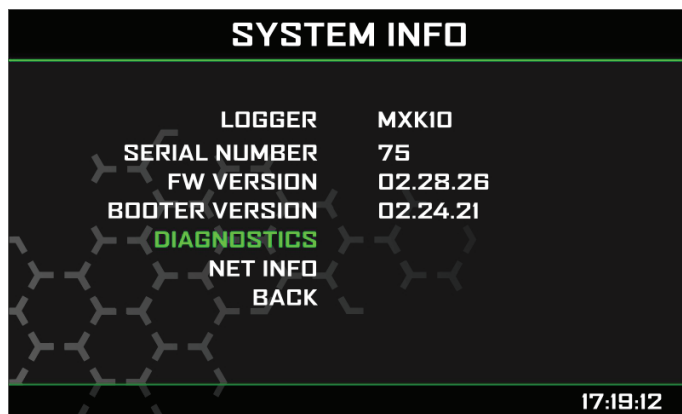 SYSTEM INFO
LOGGER MXK10
SERIAL NUMBER 75
FW VERSION 02.28.26
BOOTER VERSION 02.24.21
DIAGNOSTICS
NET INFO
BACK
17:19:12